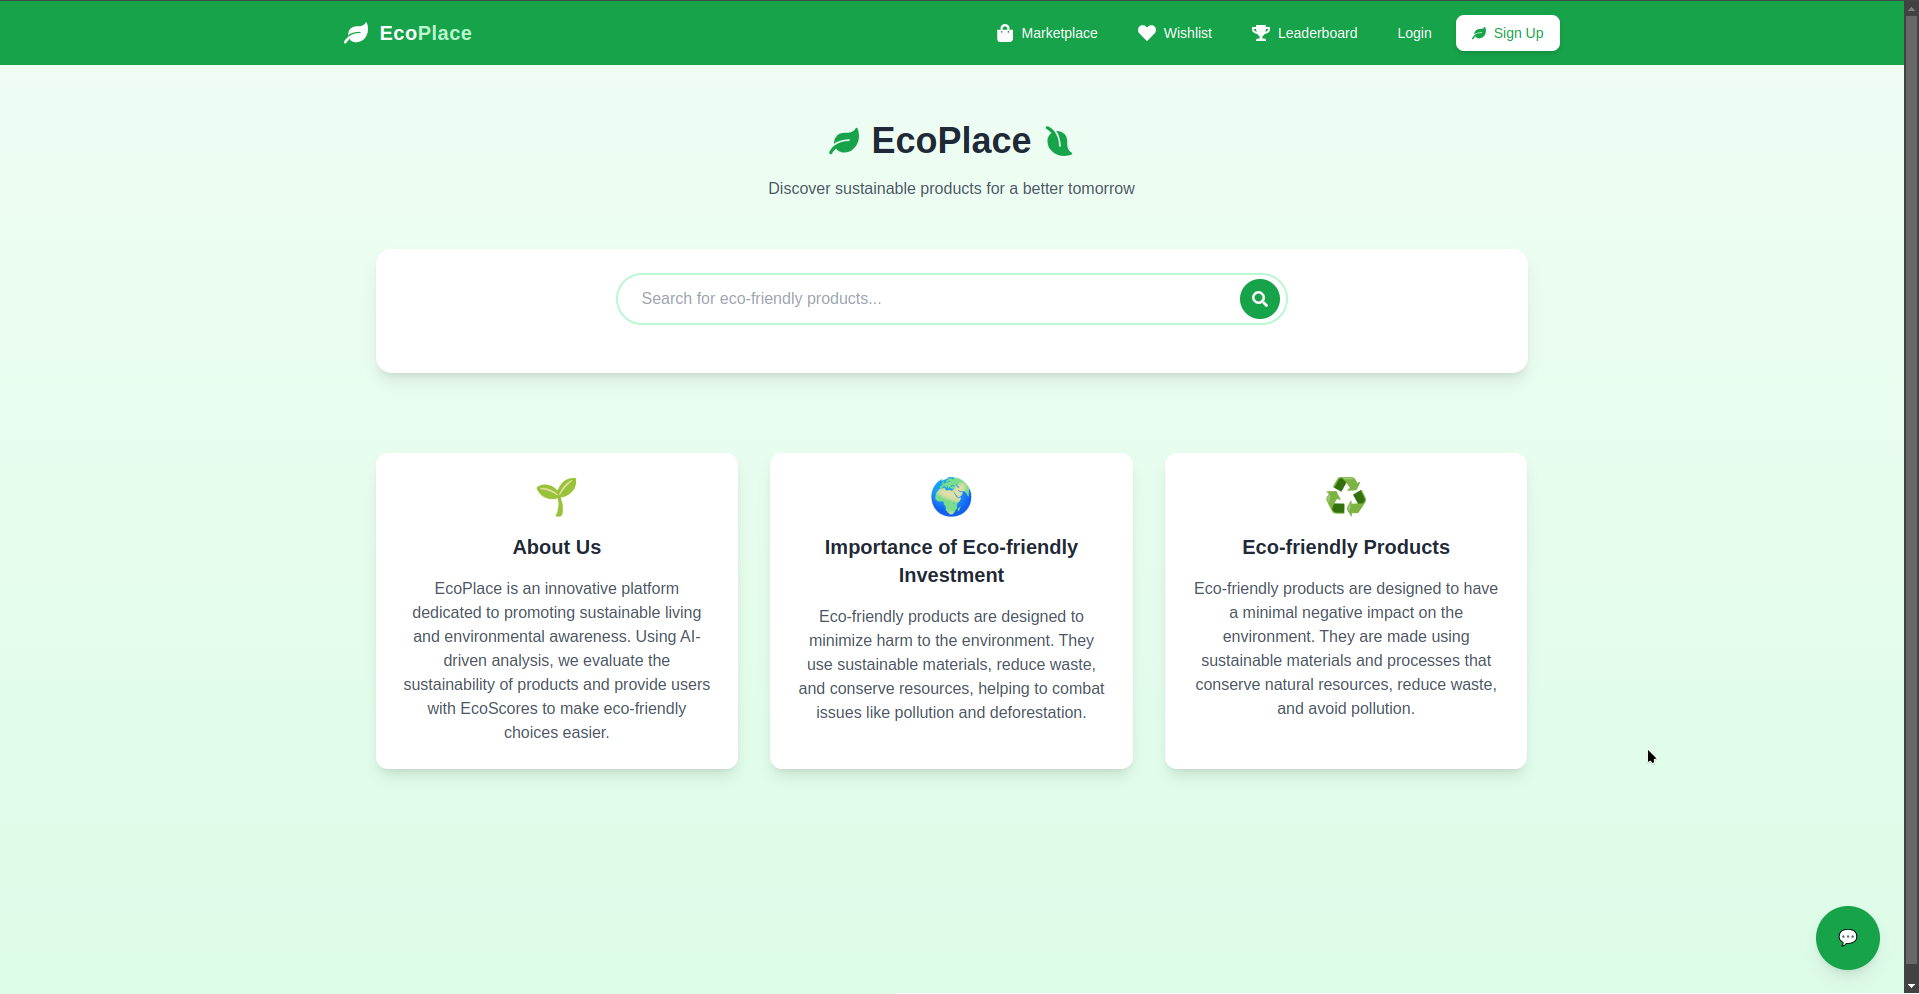 EcoPlace
Marketplace
Wishlist
Leaderboard
Login
Sign Up
EcoPlace
Discover sustainable products for a better tomorrow
Search for eco-friendly products...
About Us
EcoPlace is an innovative platform
dedicated to promoting sustainable living
and environmental awareness. Using AI-
driven analysis, we evaluate the
sustainability of products and provide users
with EcoScores to make eco-friendly
choices easier.
Importance of Eco-friendly
Investment
Eco-friendly products are designed to
minimize harm to the environment. They
use sustainable materials, reduce waste,
and conserve resources, helping to combat
issues like pollution and deforestation.
Eco-friendly Products
Eco-friendly products are designed to have
a minimal negative impact on the
environment. They are made using
sustainable materials and processes that
conserve natural resources, reduce waste,
and avoid pollution.